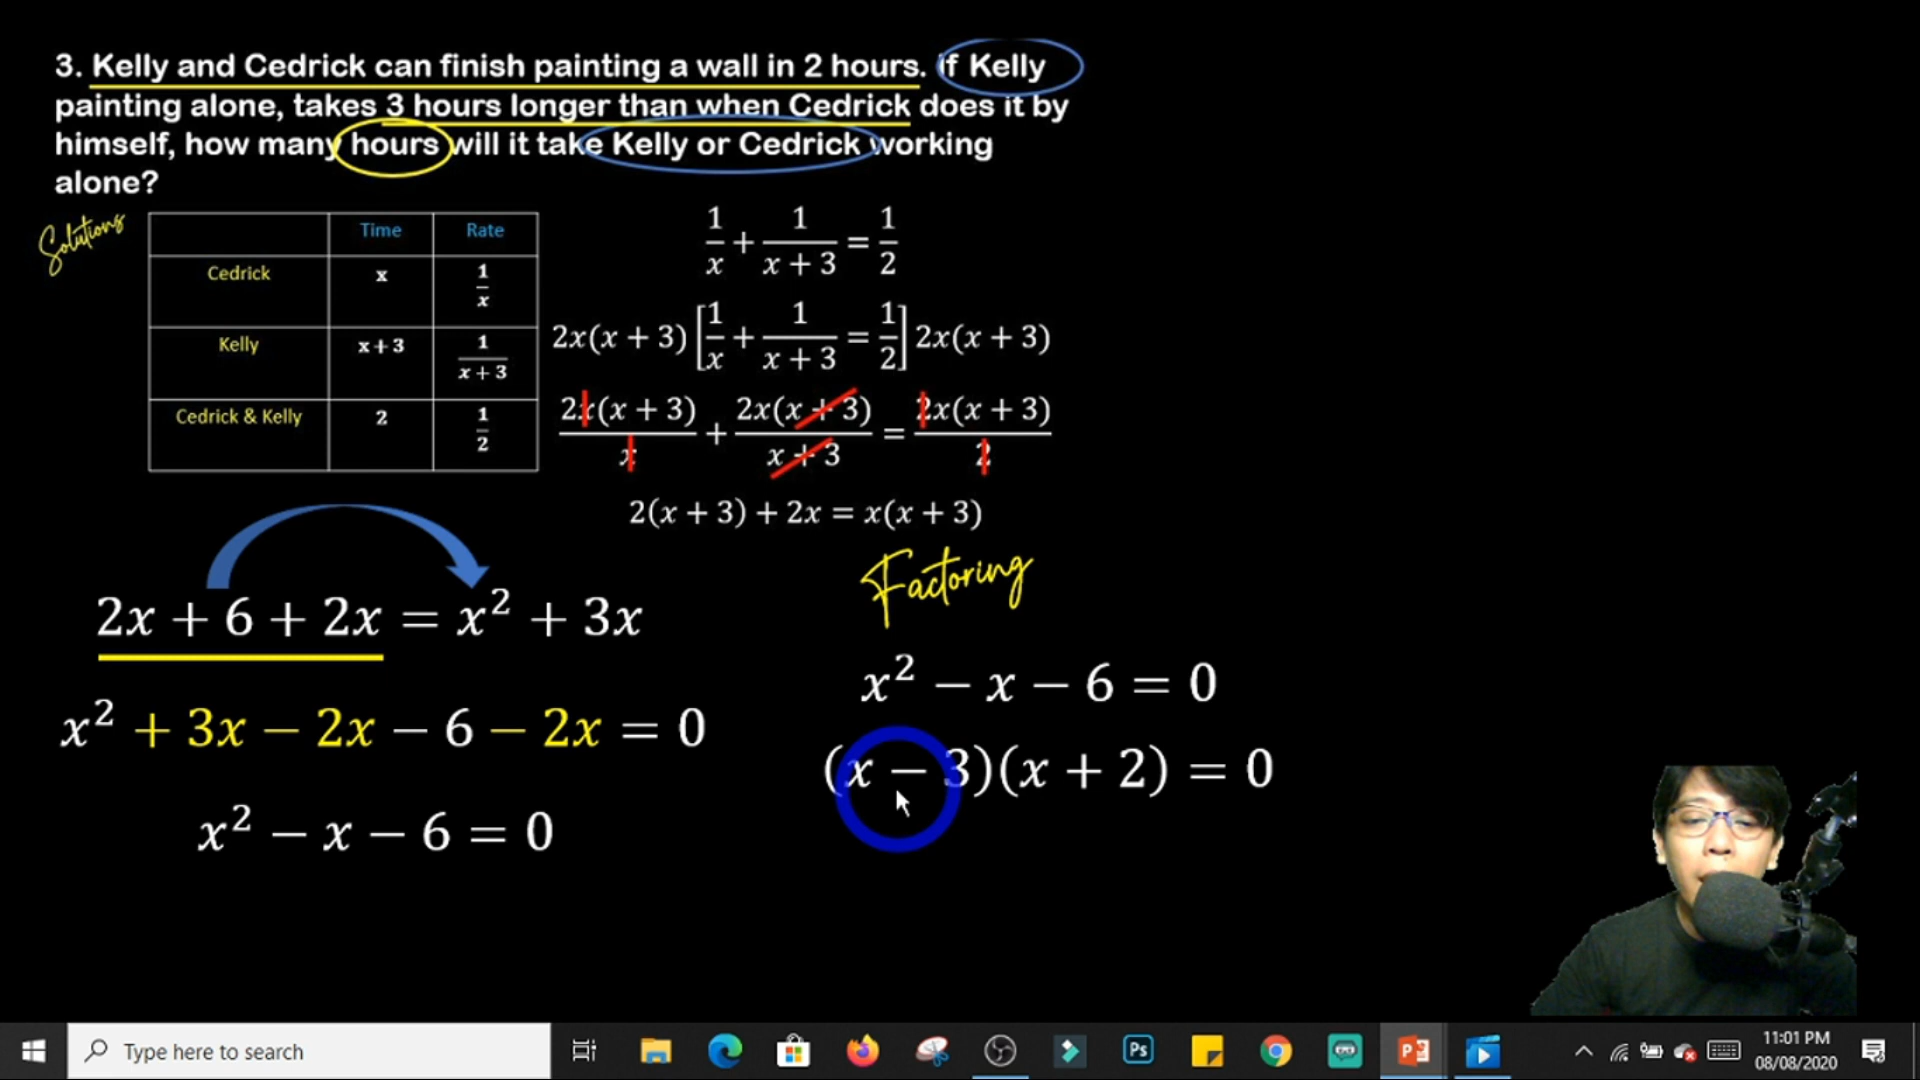 3. Kelly and Cedrick can finish painting a wall in 2 hours. If Kelly
painting alone, takes 3 hours longer than when Cedrick does it by
himself, how many hours will it take Kelly or Cedrick working
alone?
Solutions
Time Rate
Cedrick x 1/x
Kelly x+3 1/(x+3)
Cedrick & Kelly 2 1/2
1/x + 1/(x+3) = 1/2
2x(x+3) [1/x + 1/(x+3) = 1/2] 2x(x+3)
2x(x+3)/x + 2x(x+3)/(x+3) = 2x(x+3)/2
2(x+3)+2x = x(x+3)
2x + 6 + 2x = x² + 3x
x² + 3x − 2x − 6 − 2x = 0
x² − x − 6 = 0
Factoring
x² − x − 6 = 0
(x − 3)(x + 2) = 0
Type here to search
Ps
P
11:01 PM
08/08/2020